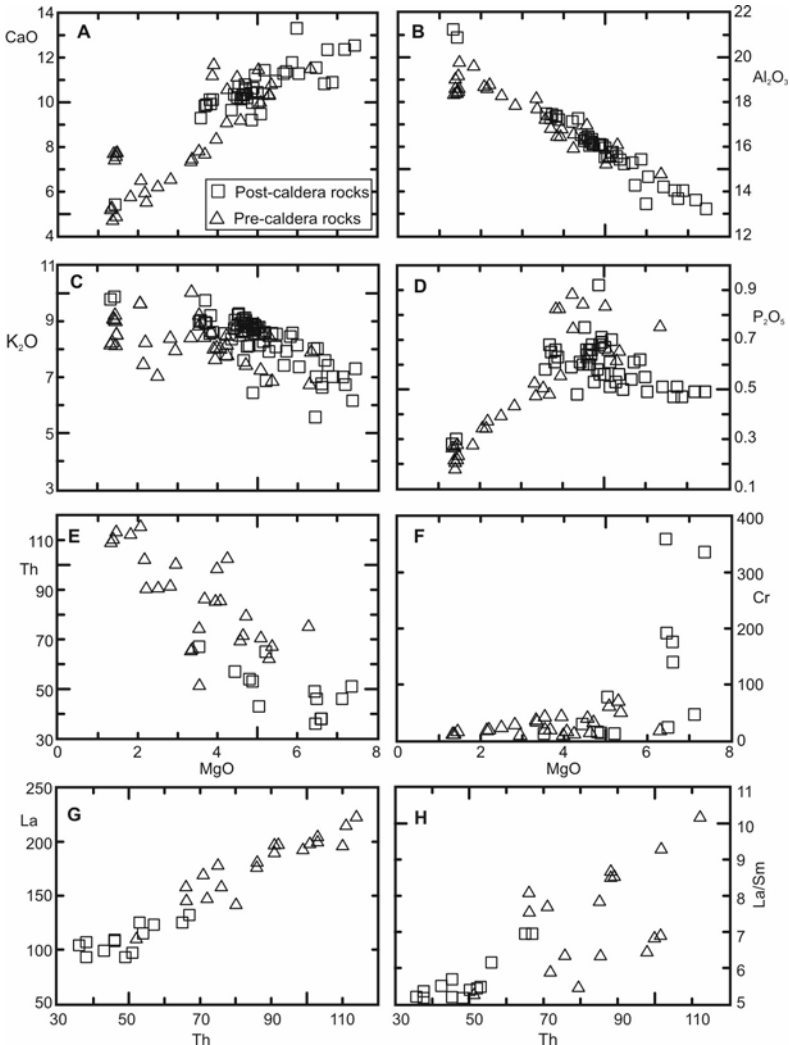 A
CaO
12
10
8
6
4
Post-caldera rocks
Pre-caldera rocks
B
22
20
Al₂O₃
18
16
14
12
C
K₂O
11
9
7
5
3
D
0.9
P₂O₅
0.7
0.5
0.3
0.1
E
Th
110
90
70
50
30
0 2 4 6 8
MgO
F
400
Cr
300
200
100
0
0 2 4 6 8
MgO
G
La
250
200
150
100
50
30 50 70 90 110
Th
H
11
10
9
La/Sm
8
7
6
5
30 50 70 90 110
Th